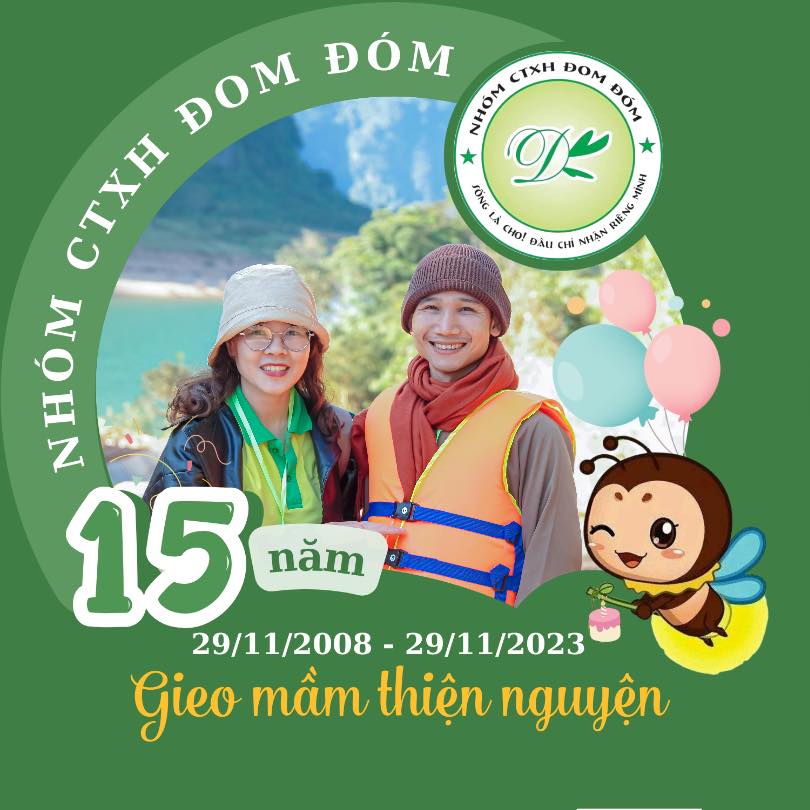 NHÓM CTXH ĐOM ĐÓM
NHÓM CTXH ĐOM ĐÓM
D
SỐNG LÀ CHO! ĐÂU CHỈ NHẬN RIÊNG MÌNH
15
năm
29/11/2008 - 29/11/2023
Gieo mầm thiện nguyện